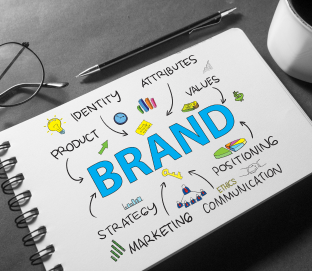 IDENTITY
ATTRIBUTES
VALUES
PRODUCT
BRAND
POSITIONING
ETHICS
COMMUNICATION
STRATEGY
MARKETING